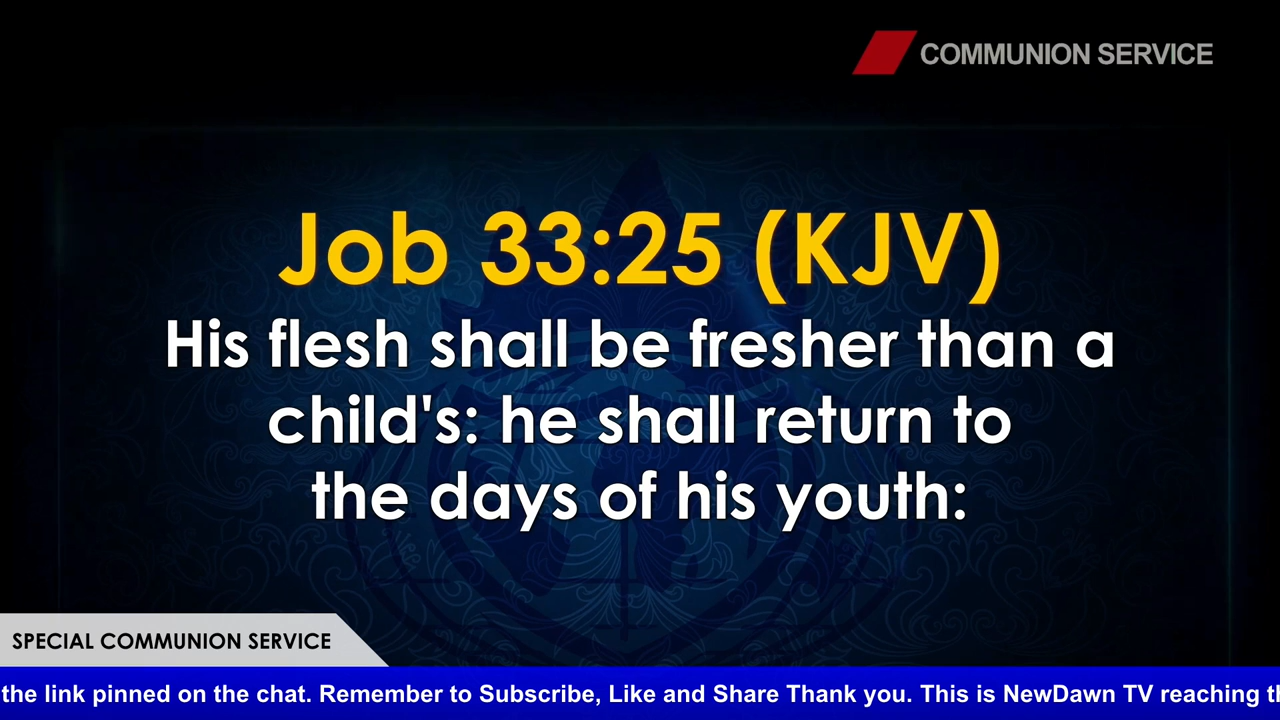 COMMUNION SERVICE
Job 33:25 (KJV)
His flesh shall be fresher than a
child's: he shall return to
the days of his youth:
SPECIAL COMMUNION SERVICE
the link pinned on the chat. Remember to Subscribe, Like and Share Thank you. This is NewDawn TV reaching